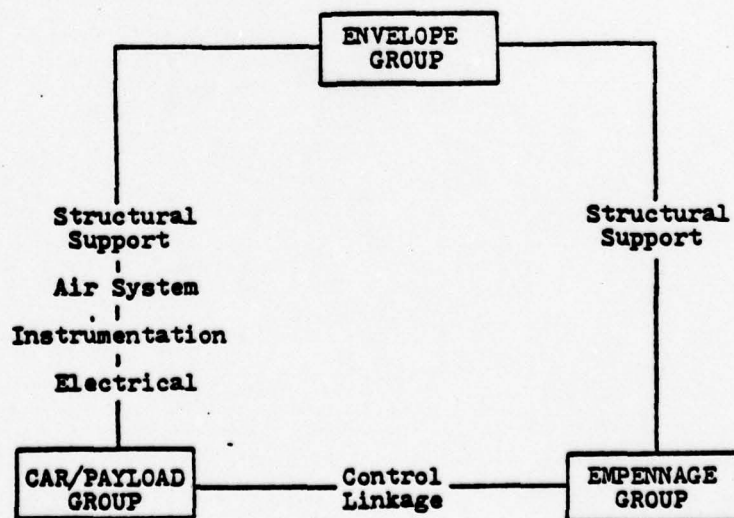 ENVELOPE
GROUP
Structural
Support
Structural
Support
Air System
Instrumentation
Electrical
CAR/PAYLOAD
GROUP
Control
Linkage
EMPENNAGE
GROUP